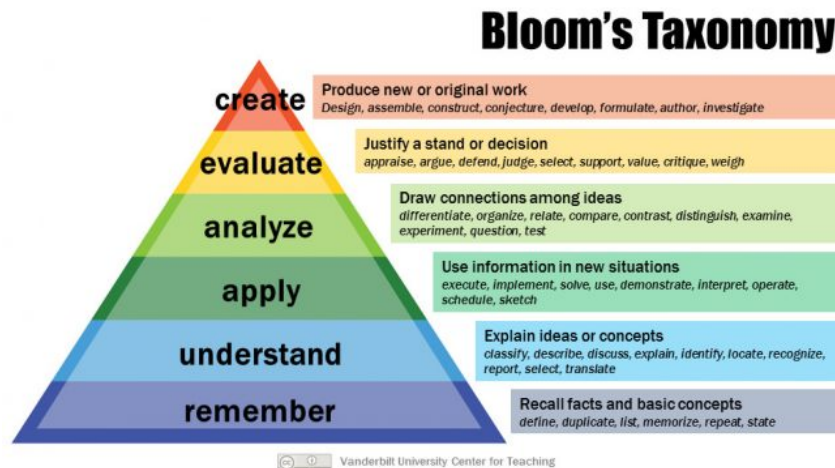 Bloom's Taxonomy
create
Produce new or original work
Design, assemble, construct, conjecture, develop, formulate, author, investigate
evaluate
Justify a stand or decision
appraise, argue, defend, judge, select, support, value, critique, weigh
analyze
Draw connections among ideas
differentiate, organize, relate, compare, contrast, distinguish, examine,
experiment, question, test
apply
Use information in new situations
execute, implement, solve, use, demonstrate, interpret, operate,
schedule, sketch
understand
Explain ideas or concepts
classify, describe, discuss, explain, identify, locate, recognize,
report, select, translate
remember
Recall facts and basic concepts
define, duplicate, list, memorize, repeat, state
cc
Vanderbilt University Center for Teaching